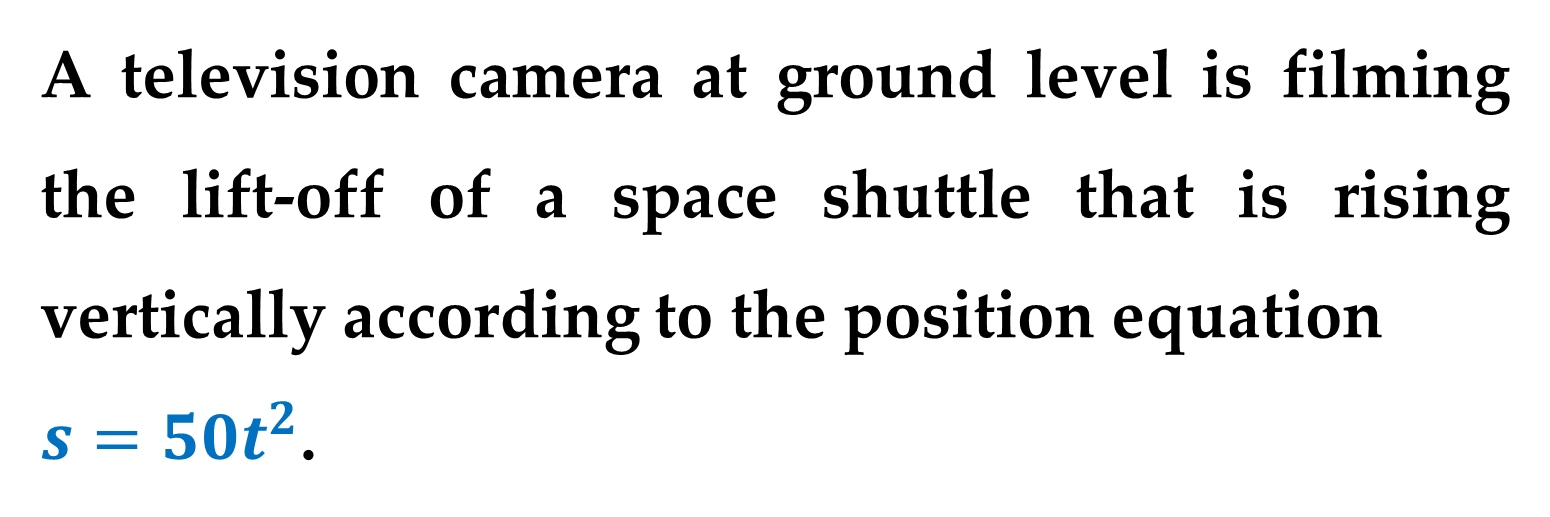 A television camera at ground level is filming
the lift-off of a space shuttle that is rising
vertically according to the position equation
s = 50t².